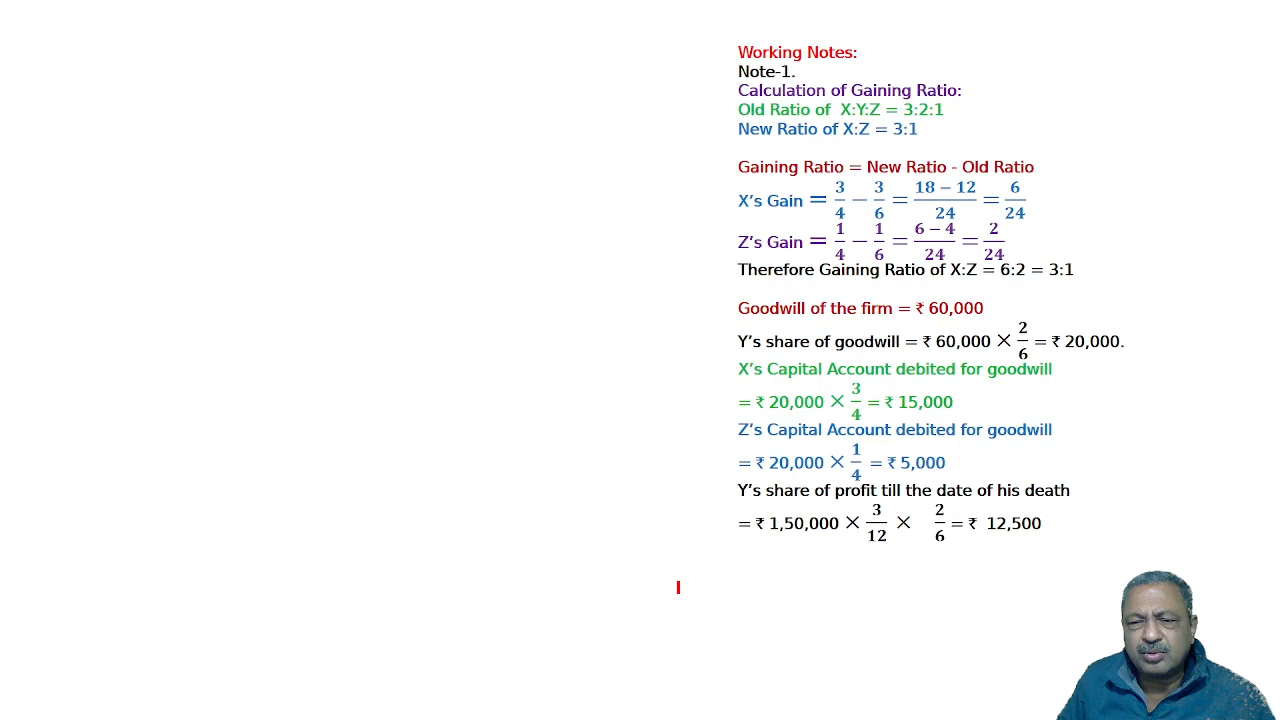 Working Notes:
Note-1.
Calculation of Gaining Ratio:
Old Ratio of  X:Y:Z = 3:2:1
New Ratio of X:Z = 3:1
Gaining Ratio = New Ratio - Old Ratio
X’s Gain = 3/4 − 3/6 = (18 − 12)/24 = 6/24
Z’s Gain = 1/4 − 1/6 = (6 − 4)/24 = 2/24
Therefore Gaining Ratio of X:Z = 6:2 = 3:1
Goodwill of the firm = ₹ 60,000
Y’s share of goodwill = ₹ 60,000 × 2/6 = ₹ 20,000.
X’s Capital Account debited for goodwill
= ₹ 20,000 × 3/4 = ₹ 15,000
Z’s Capital Account debited for goodwill
= ₹ 20,000 × 1/4 = ₹ 5,000
Y’s share of profit till the date of his death
= ₹ 1,50,000 × 3/12 × 2/6 = ₹  12,500